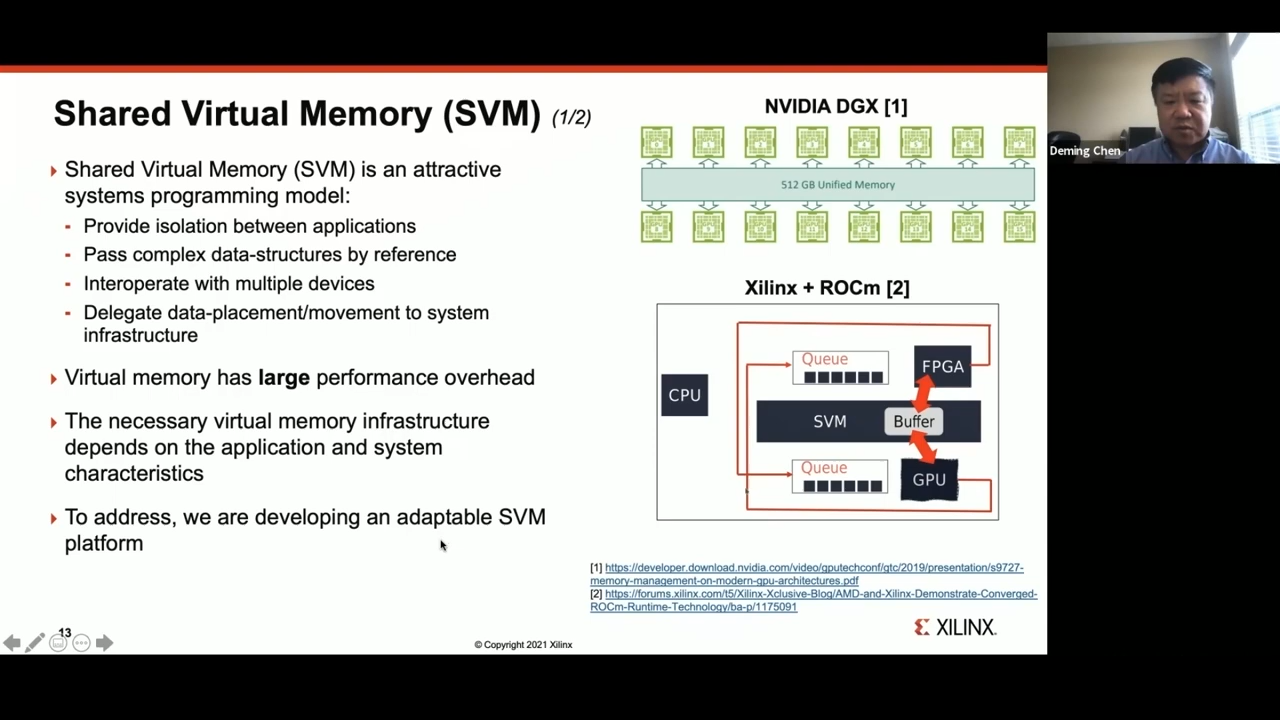 Shared Virtual Memory (SVM) (1/2)
Shared Virtual Memory (SVM) is an attractive
systems programming model:
- Provide isolation between applications
- Pass complex data-structures by reference
- Interoperate with multiple devices
- Delegate data-placement/movement to system
infrastructure
Virtual memory has large performance overhead
The necessary virtual memory infrastructure
depends on the application and system
characteristics
To address, we are developing an adaptable SVM
platform
NVIDIA DGX [1]
512 GB Unified Memory
Xilinx + ROCm [2]
Queue
FPGA
CPU
SVM
Buffer
Queue
GPU
[1] https://developer.download.nvidia.com/video/gputechconf/gtc/2019/presentation/s9727-
memory-management-on-modern-gpu-architectures.pdf
[2] https://forums.xilinx.com/t5/Xilinx-Xclusive-Blog/AMD-and-Xilinx-Demonstrate-Converged-
ROCm-Runtime-Technology/ba-p/1175091
13
© Copyright 2021 Xilinx
XILINX.
Deming Chen